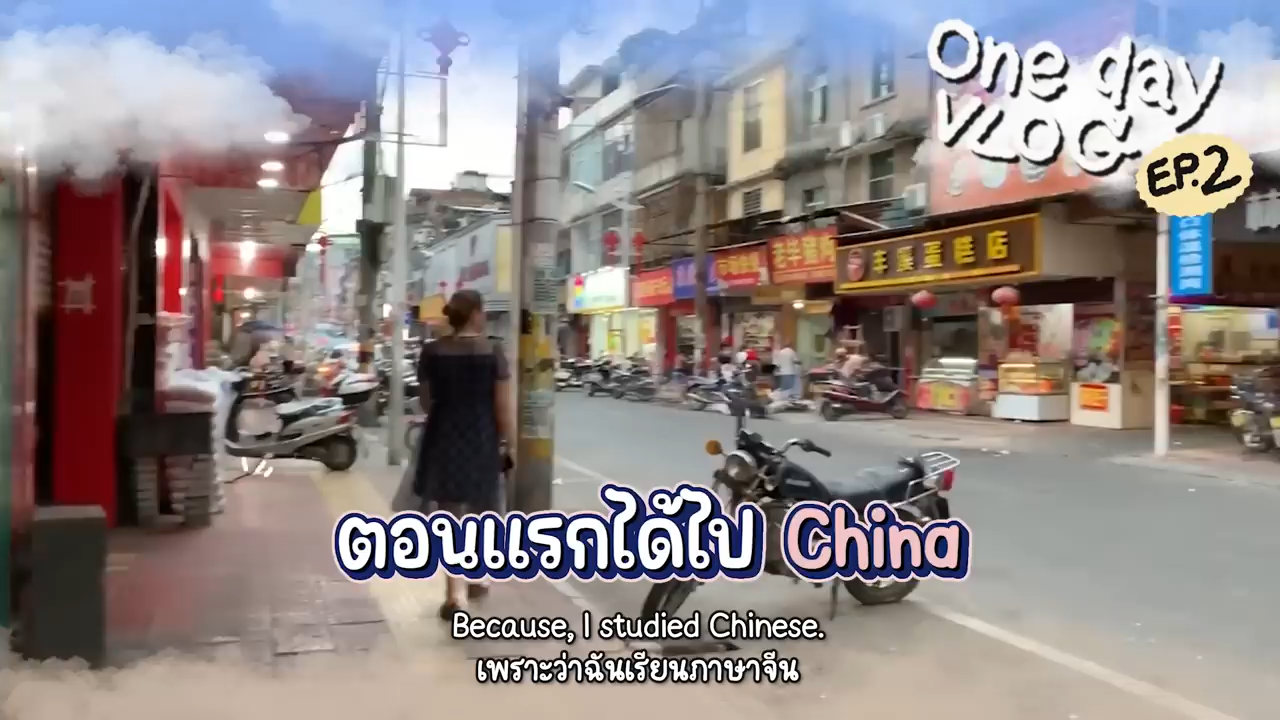 One day
VLOG
EP.2
丰溪蛋糕店
ตอนแรกได้ไป China
Because, I studied Chinese.
เพราะว่าฉันเรียนภาษาจีน